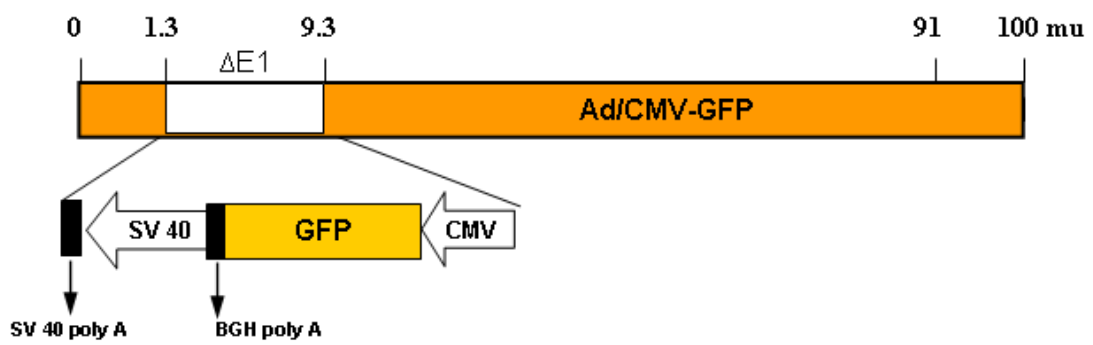 0 1.3 9.3 91 100 mu
ΔE1
Ad/CMV-GFP
SV 40 GFP CMV
SV 40 poly A BGH poly A